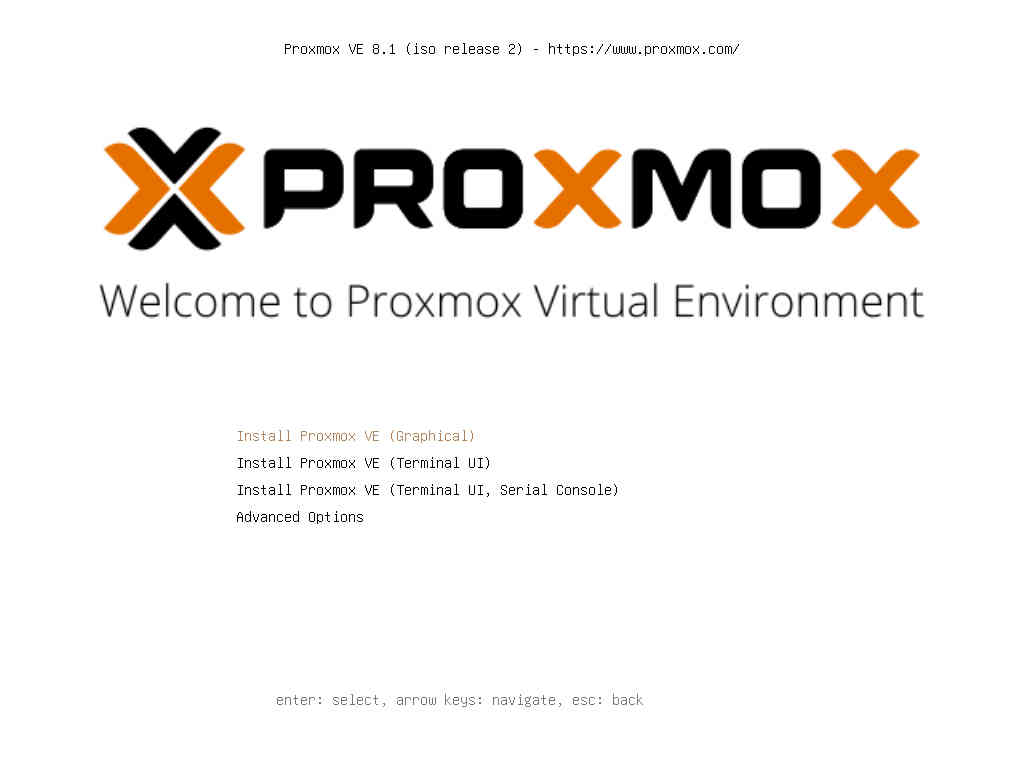 Proxmox VE 8.1 (iso release 2) - https://www.proxmox.com/
PROXMOX
Welcome to Proxmox Virtual Environment
Install Proxmox VE (Graphical)
Install Proxmox VE (Terminal UI)
Install Proxmox VE (Terminal UI, Serial Console)
Advanced Options
enter: select, arrow keys: navigate, esc: back